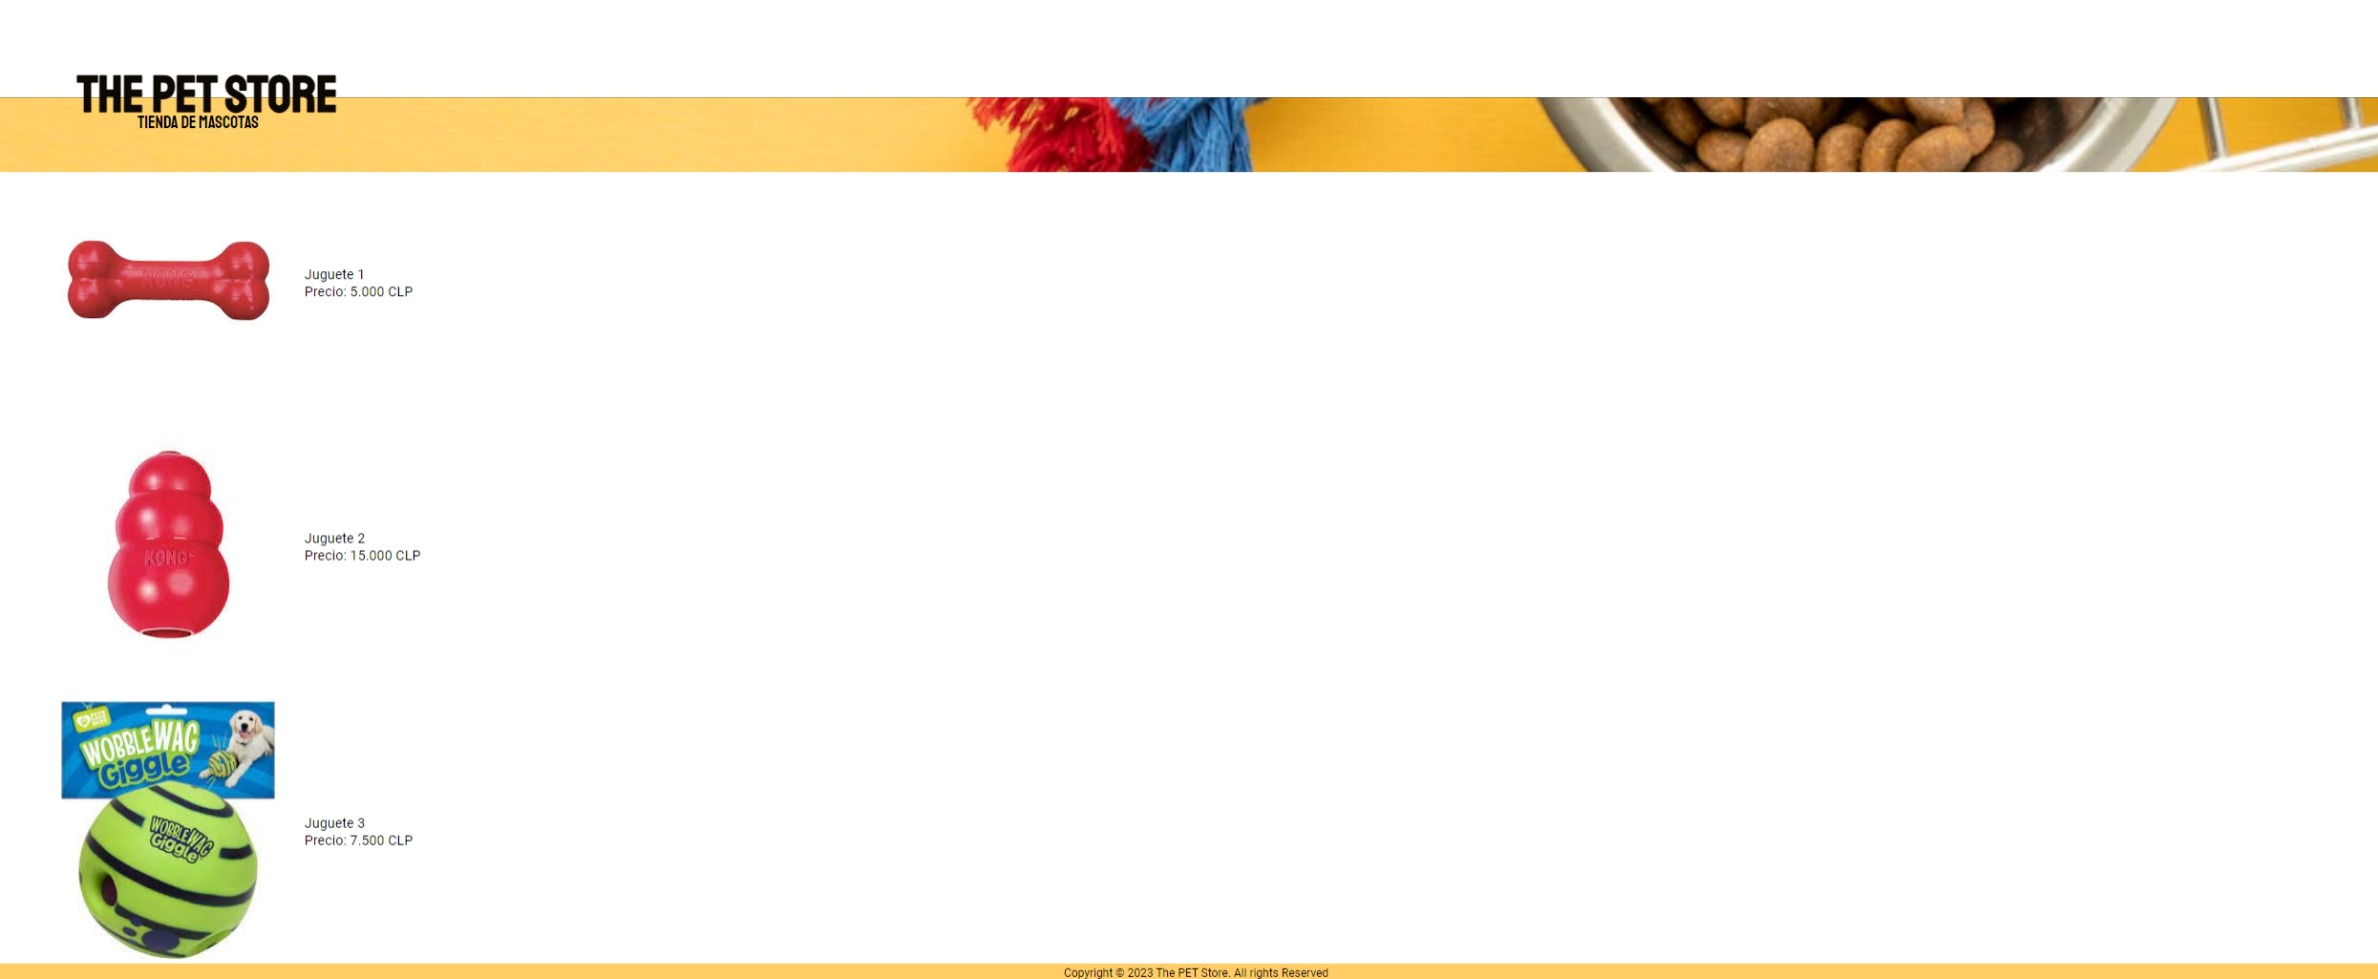 THE PET STORE
TIENDA DE MASCOTAS
KONG
Juguete 1
Precio: 5.000 CLP
KONG
Juguete 2
Precio: 15.000 CLP
WOBBLE WAG
Giggle
WOBBLE WAG
Giggle
Juguete 3
Precio: 7.500 CLP
Copyright © 2023 The PET Store. All rights Reserved